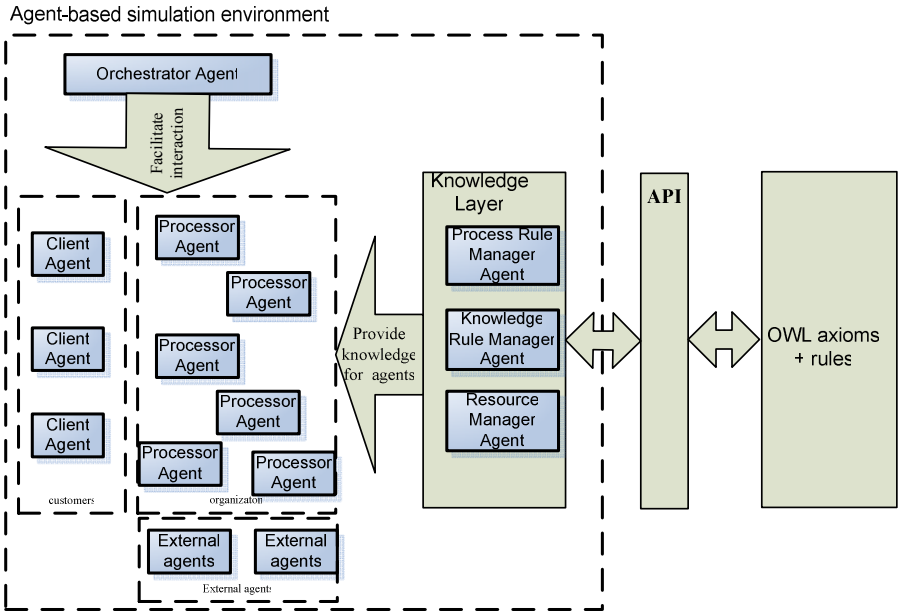 Agent-based simulation environment
Orchestrator Agent
Facilitate
interaction
Client
Agent
Client
Agent
Client
Agent
customers
Processor
Agent
Processor
Agent
Processor
Agent
Processor
Agent
Processor
Agent
Processor
Agent
organizaton
External
agents
External
agents
External agents
Provide
knowledge
for agents
Knowledge
Layer
Process Rule
Manager
Agent
Knowledge
Rule Manager
Agent
Resource
Manager
Agent
API
OWL axioms
+ rules